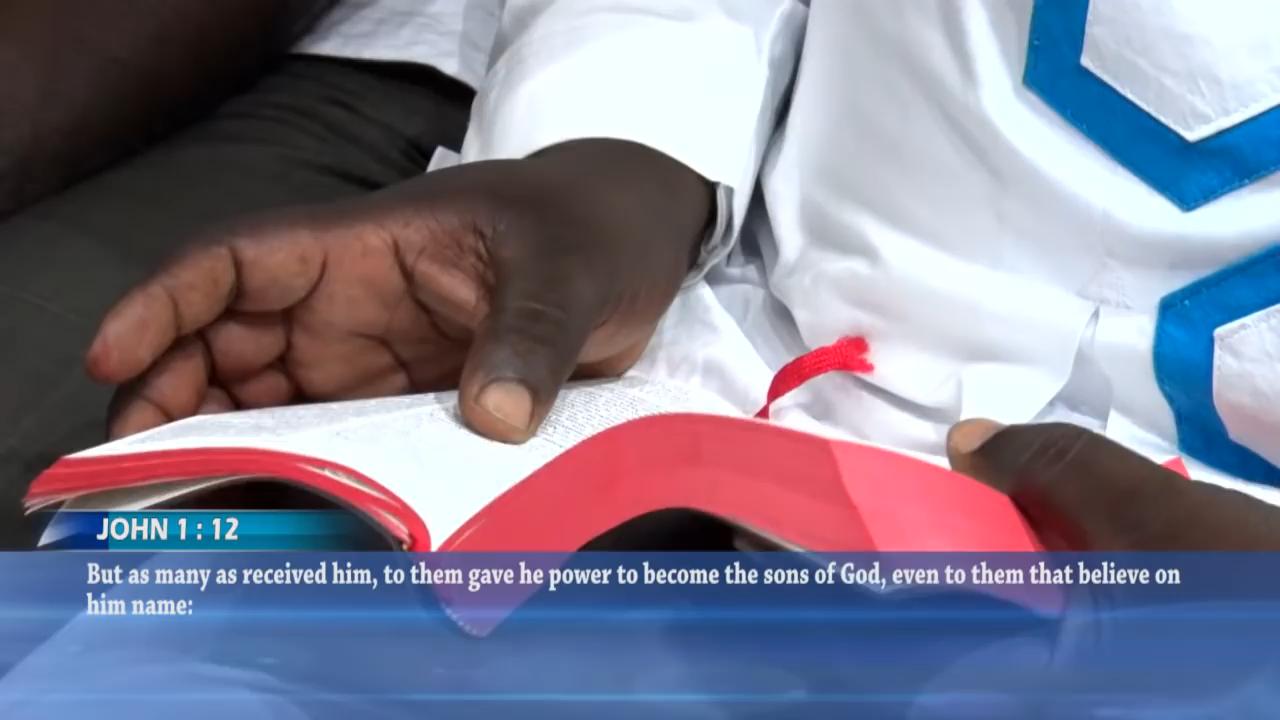 JOHN 1 : 12
But as many as received him, to them gave he power to become the sons of God, even to them that believe on
him name: